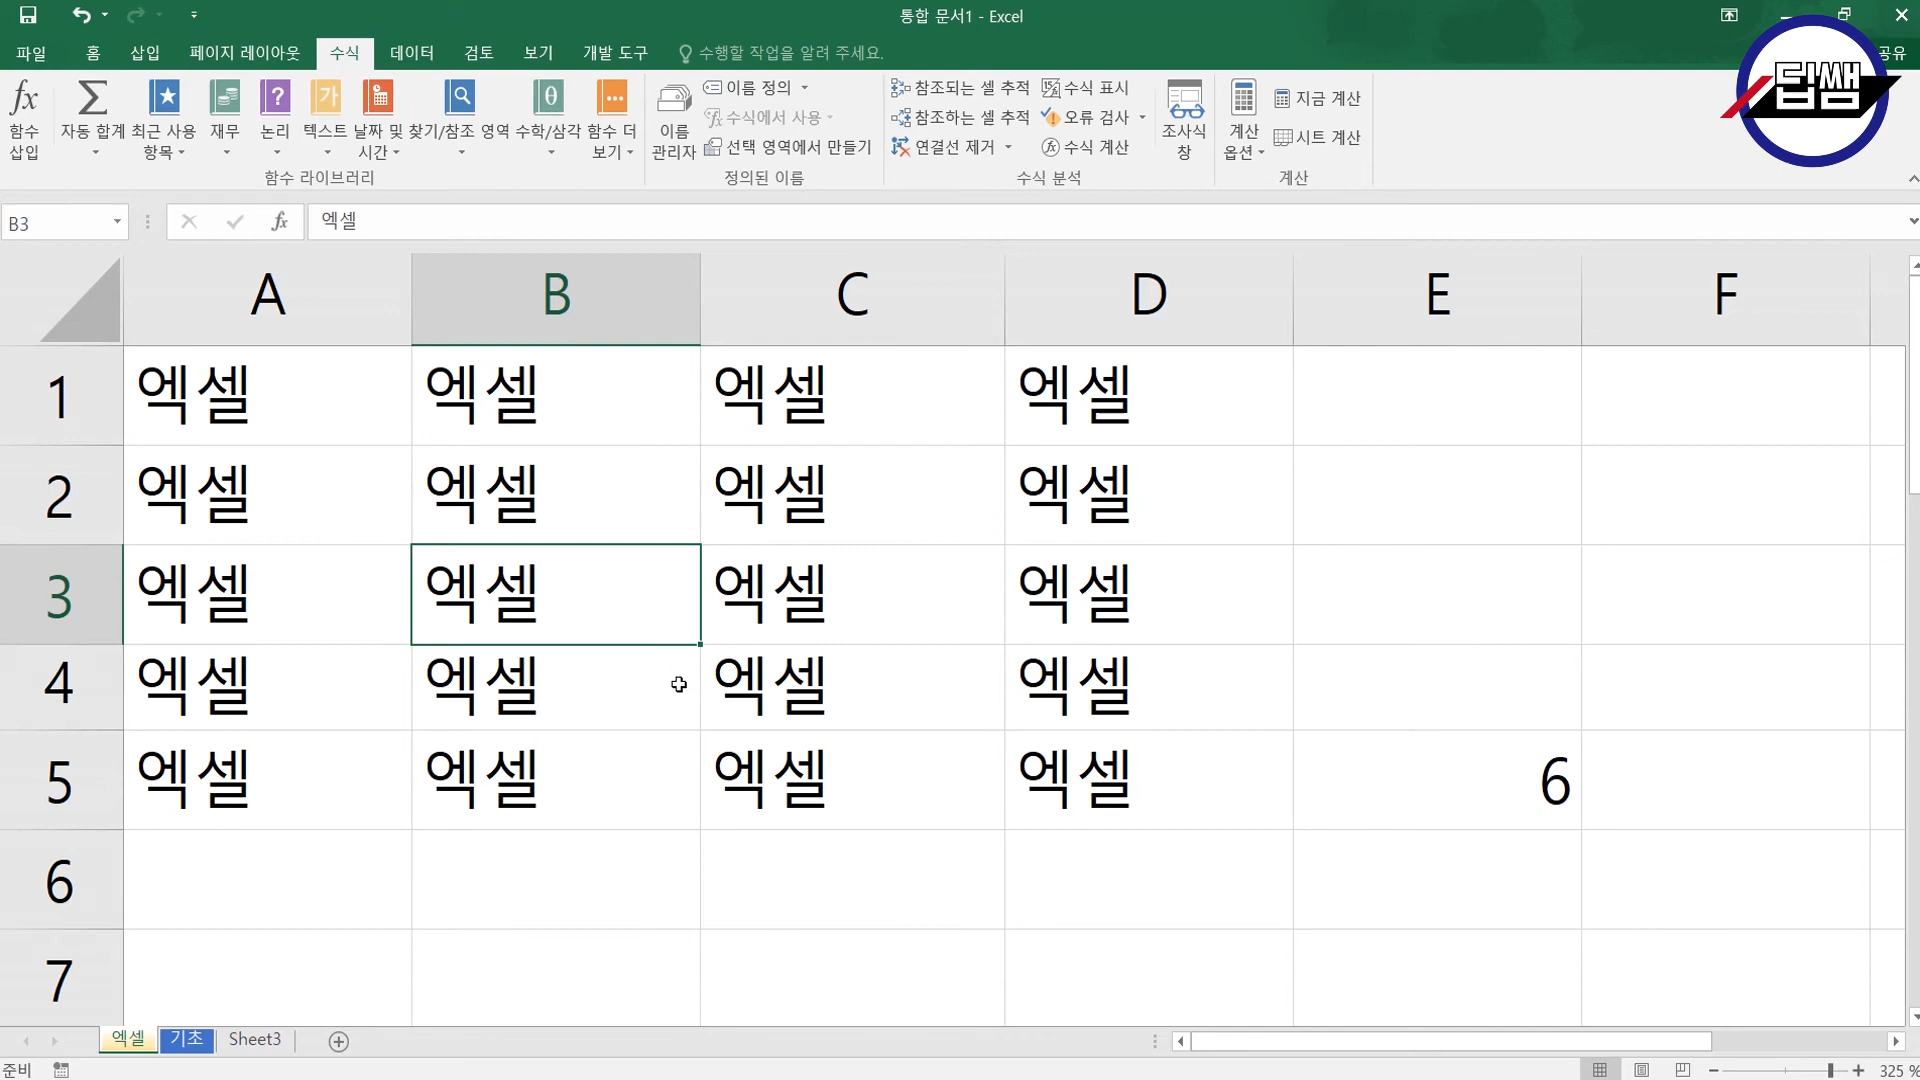 통합 문서1 - Excel
파일 홈 삽입 페이지 레이아웃 수식 데이터 검토 보기 개발 도구 수행할 작업을 알려 주세요. 공유
딥쌤
fx 함수 삽입
자동 합계
최근 사용 항목
재무
논리
텍스트
날짜 및 시간
찾기/참조 영역
수학/삼각
함수 더 보기
함수 라이브러리
이름 관리자
이름 정의
수식에서 사용
선택 영역에서 만들기
정의된 이름
참조되는 셀 추적
참조하는 셀 추적
연결선 제거
수식 표시
오류 검사
수식 계산
수식 분석
조사식 창
계산 옵션
지금 계산
시트 계산
계산
B3 fx 엑셀
A B C D E F
1 엑셀 엑셀 엑셀 엑셀
2 엑셀 엑셀 엑셀 엑셀
3 엑셀 엑셀 엑셀 엑셀
4 엑셀 엑셀 엑셀 엑셀
5 엑셀 엑셀 엑셀 엑셀 6
6
7
엑셀 기초 Sheet3
준비 325 %